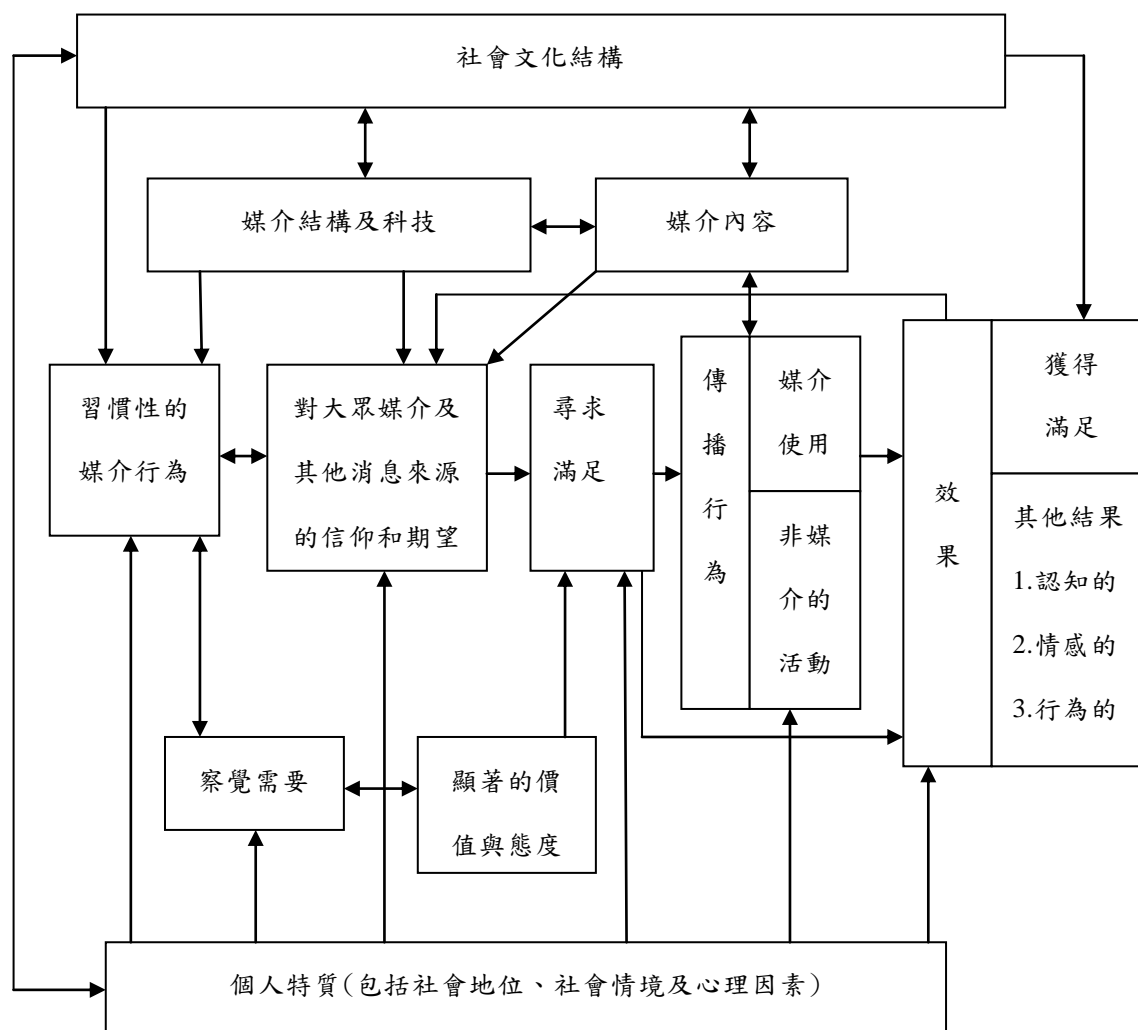 社會文化結構
媒介結構及科技
媒介內容
習慣性的
媒介行為
對大眾媒介及
其他消息來源
的信仰和期望
尋求
滿足
傳
播
行
為
媒介
使用
非媒
介的
活動
效
果
獲得
滿足
其他結果
1.認知的
2.情感的
3.行為的
察覺需要
顯著的價
值與態度
個人特質(包括社會地位、社會情境及心理因素)